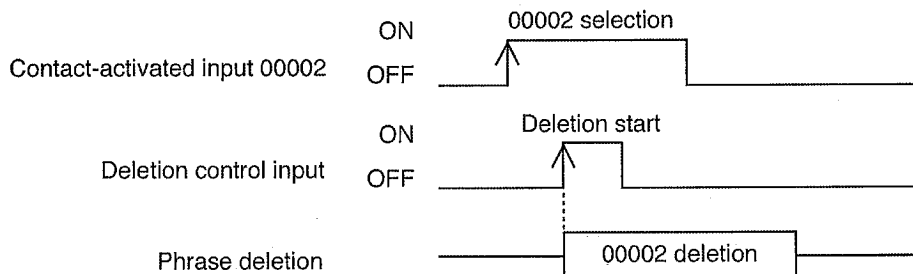 ON
00002 selection
Contact-activated input 00002
OFF
ON
Deletion start
Deletion control input
OFF
Phrase deletion
00002 deletion